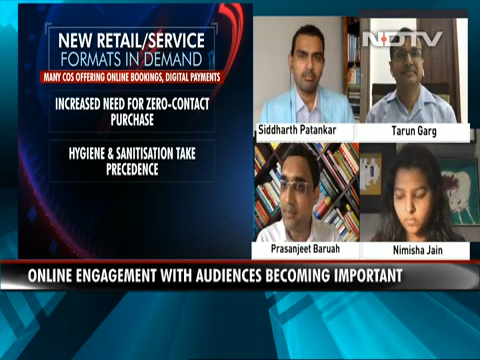 NEW RETAIL/SERVICE
FORMATS IN DEMAND
MANY COS OFFERING ONLINE BOOKINGS, DIGITAL PAYMENTS
INCREASED NEED FOR ZERO-CONTACT
PURCHASE
HYGIENE & SANITISATION TAKE
PRECEDENCE
NDTV
Siddharth Patankar
Tarun Garg
Prasanjeet Baruah
Nimisha Jain
ONLINE ENGAGEMENT WITH AUDIENCES BECOMING IMPORTANT